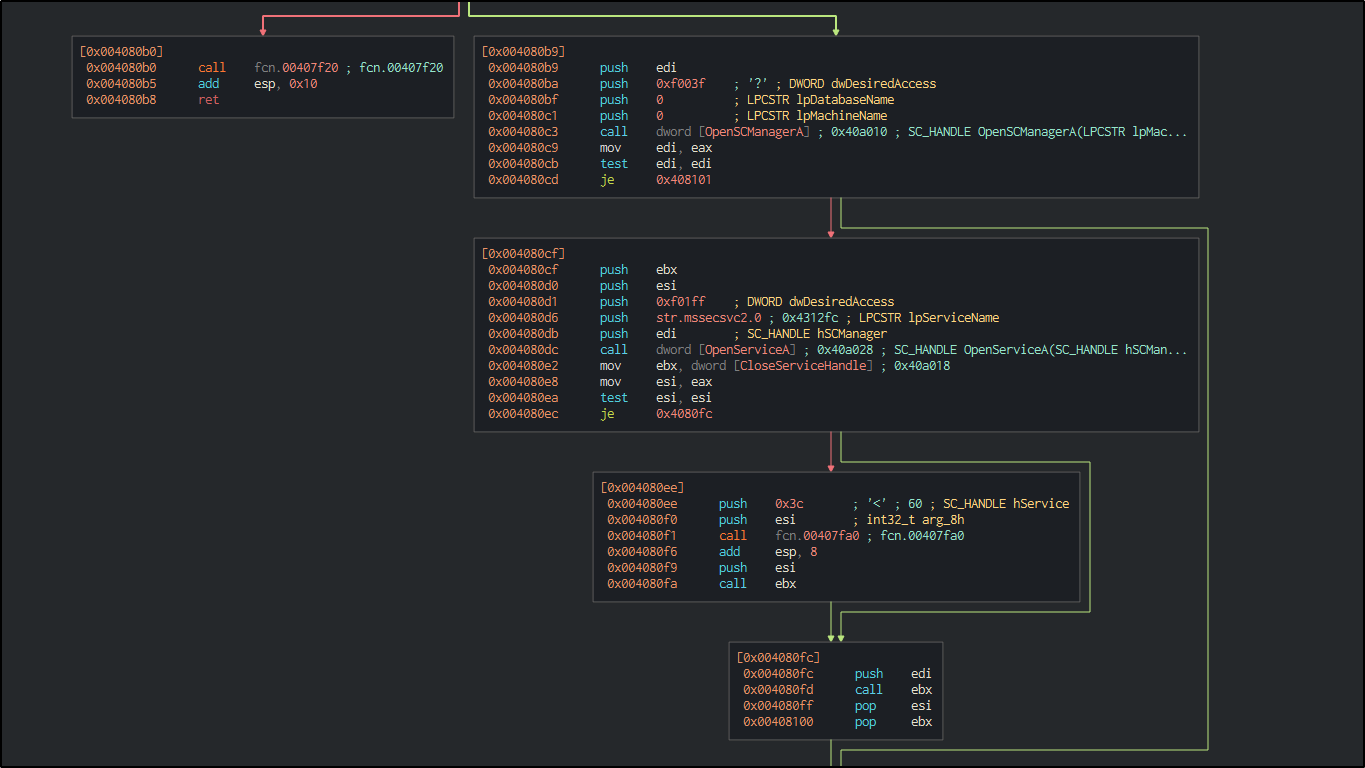 [0x004080b0]
0x004080b0 call fcn.00407f20 ; fcn.00407f20
0x004080b5 add esp, 0x10
0x004080b8 ret
[0x004080b9]
0x004080b9 push edi
0x004080ba push 0xf003f ; '?' ; DWORD dwDesiredAccess
0x004080bf push 0 ; LPCSTR lpDatabaseName
0x004080c1 push 0 ; LPCSTR lpMachineName
0x004080c3 call dword [OpenSCManagerA] ; 0x40a010 ; SC_HANDLE OpenSCManagerA(LPCSTR lpMac...
0x004080c9 mov edi, eax
0x004080cb test edi, edi
0x004080cd je 0x408101
[0x004080cf]
0x004080cf push ebx
0x004080d0 push esi
0x004080d1 push 0xf01ff ; DWORD dwDesiredAccess
0x004080d6 push str.mssecsvc2.0 ; 0x4312fc ; LPCSTR lpServiceName
0x004080db push edi ; SC_HANDLE hSCManager
0x004080dc call dword [OpenServiceA] ; 0x40a028 ; SC_HANDLE OpenServiceA(SC_HANDLE hSCMan...
0x004080e2 mov ebx, dword [CloseServiceHandle] ; 0x40a018
0x004080e8 mov esi, eax
0x004080ea test esi, esi
0x004080ec je 0x4080fc
[0x004080ee]
0x004080ee push 0x3c ; '<' ; 60 ; SC_HANDLE hService
0x004080f0 push esi ; int32_t arg_8h
0x004080f1 call fcn.00407fa0 ; fcn.00407fa0
0x004080f6 add esp, 8
0x004080f9 push esi
0x004080fa call ebx
[0x004080fc]
0x004080fc push edi
0x004080fd call ebx
0x004080ff pop esi
0x00408100 pop ebx